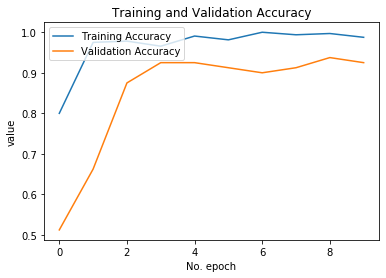 Training and Validation Accuracy
1.0
Training Accuracy
Validation Accuracy
0.9
0.8
value
0.7
0.6
0.5
0 2 4 6 8
No. epoch